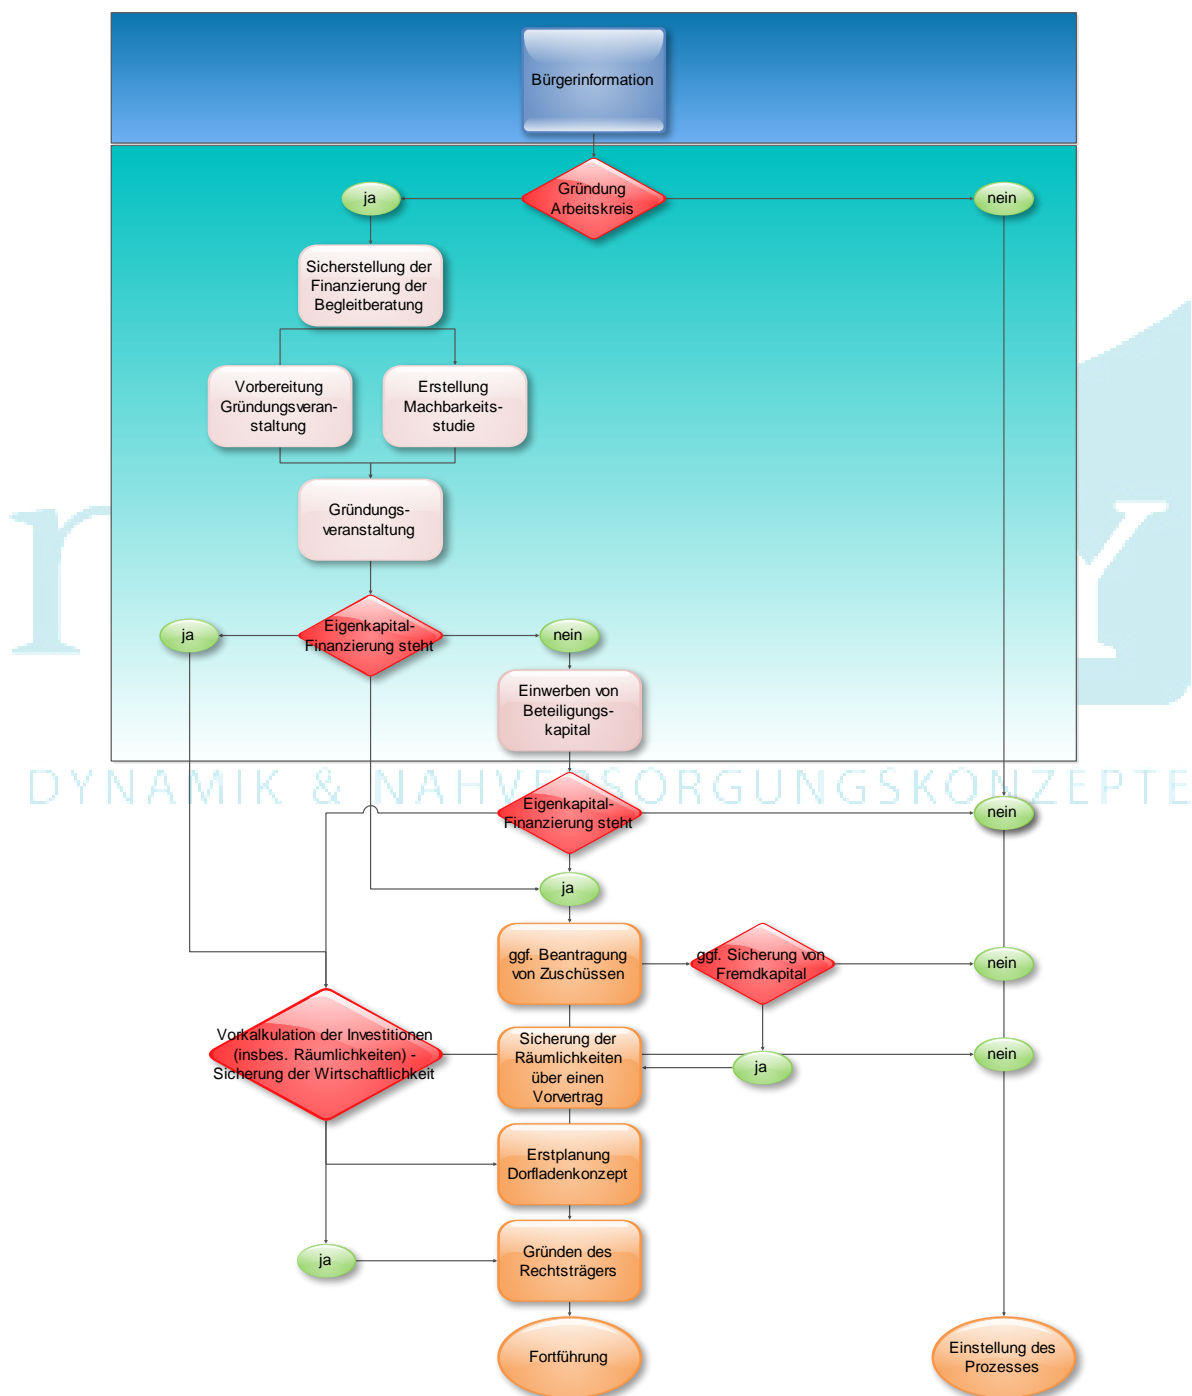 Bürgerinformation
Gründung
Arbeitskreis
ja
nein
Sicherstellung der
Finanzierung der
Begleitberatung
Vorbereitung
Gründungsveran-
staltung
Erstellung
Machbarkeits-
studie
Gründungs-
veranstaltung
Eigenkapital-
Finanzierung steht
ja
nein
Einwerben von
Beteiligungs-
kapital
DYNAMIK & NAHVERSORGUNGSKONZEPTE
Eigenkapital-
Finanzierung steht
nein
ja
ggf. Beantragung
von Zuschüssen
ggf. Sicherung von
Fremdkapital
nein
Vorkalkulation der Investitionen
(insbes. Räumlichkeiten) -
Sicherung der Wirtschaftlichkeit
Sicherung der
Räumlichkeiten
über einen
Vorvertrag
ja
nein
Erstplanung
Dorfladenkonzept
ja
Gründen des
Rechtsträgers
Fortführung
Einstellung des
Prozesses